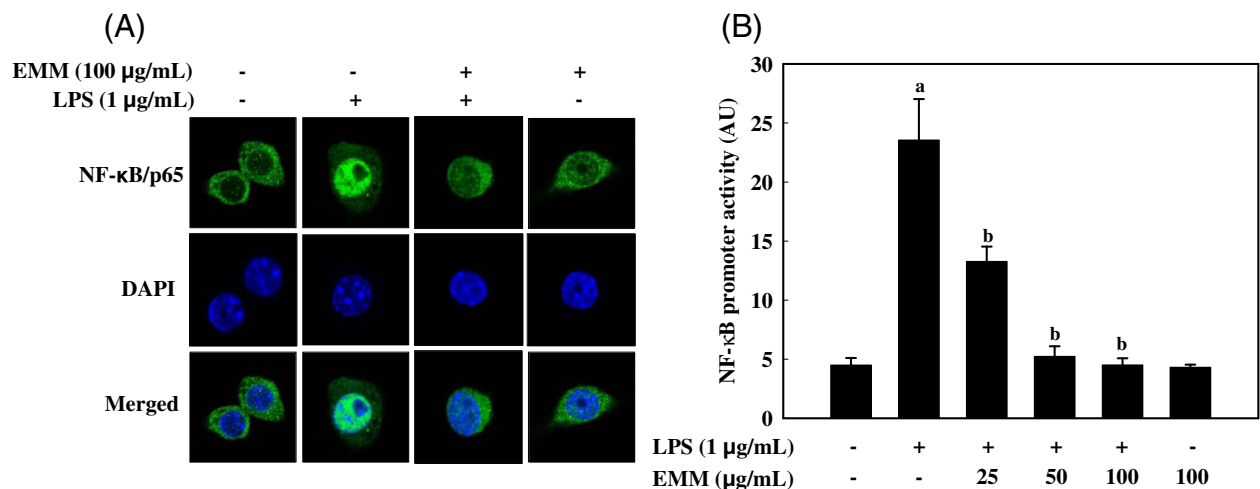 (A)
EMM (100 µg/mL) - - + +
LPS (1 µg/mL) - + + -
NF-κB/p65
DAPI
Merged
(B)
NF-κB promoter activity (AU)
30
25
20
15
10
5
0
a
b
b
b
LPS (1 µg/mL) - + + + + -
EMM (µg/mL) - - 25 50 100 100